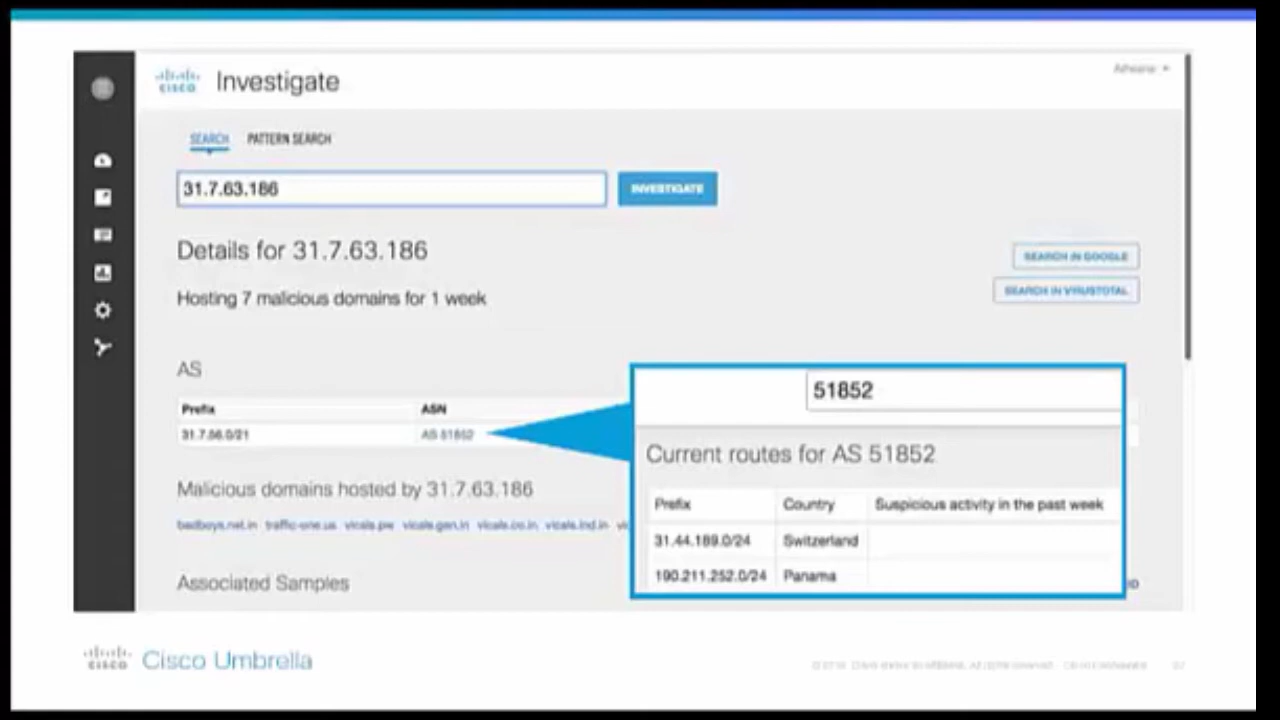 cisco Investigate
SEARCH PATTERN SEARCH
31.7.63.186 INVESTIGATE
Details for 31.7.63.186
SEARCH IN GOOGLE
Hosting 7 malicious domains for 1 week
SEARCH IN VIRUSTOTAL
AS
Prefix ASN
31.7.56.0/21 AS 51852
51852
Current routes for AS 51852
Prefix Country Suspicious activity in the past week
31.44.189.0/24 Switzerland
190.211.252.0/24 Panama
Malicious domains hosted by 31.7.63.186
badboys.net.in traffic-one.us vicals.pw vicals.gen.in vicals.co.in, vicals.ind.in
Associated Samples
cisco Cisco Umbrella